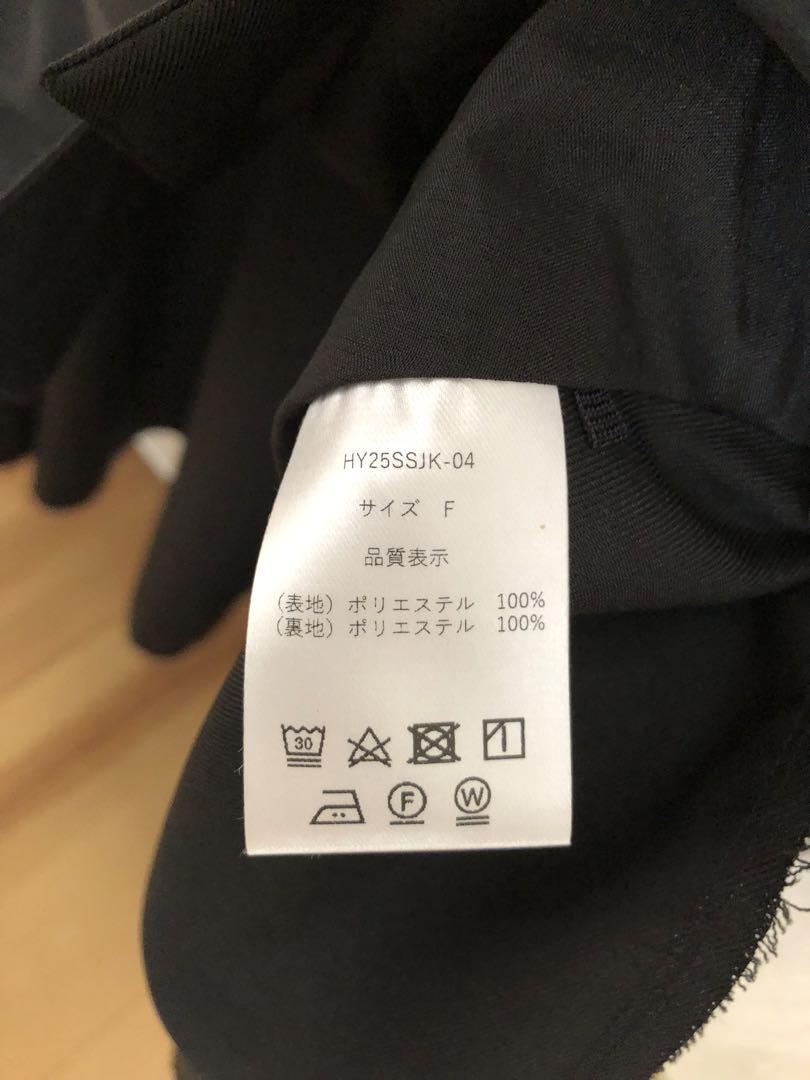 HY25SSJK-04
サイズ F
品質表示
(表地) ポリエステル 100%
(裏地) ポリエステル 100%
30
F W